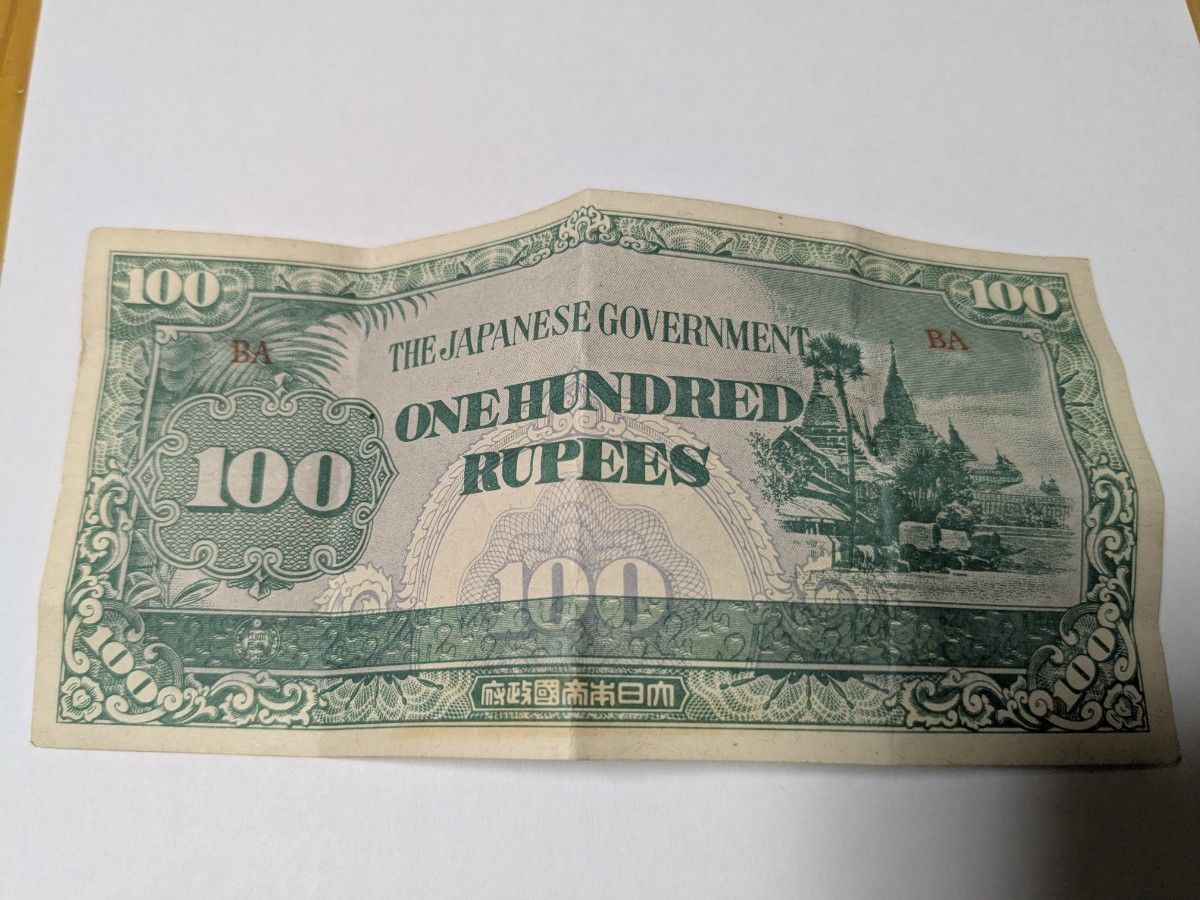 100
100
BA
BA
THE JAPANESE GOVERNMENT
ONE HUNDRED
RUPEES
100
100
100
100
府政國帝本日大